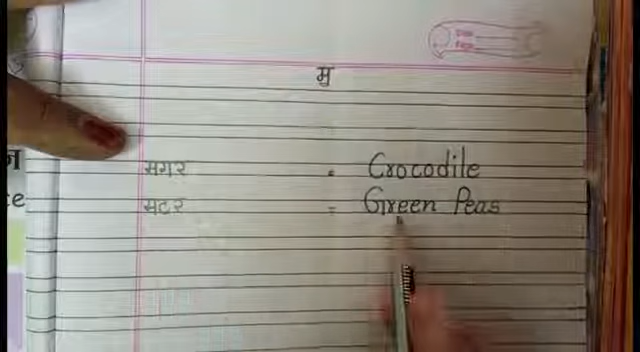 मु
मगर = Crocodile
मटर = Green Peas